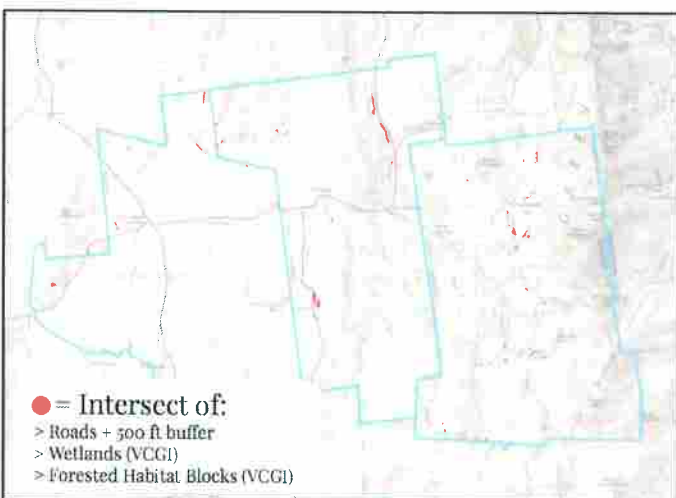 = Intersect of:
> Roads + 500 ft buffer
> Wetlands (VCGI)
> Forested Habitat Blocks (VCGI)